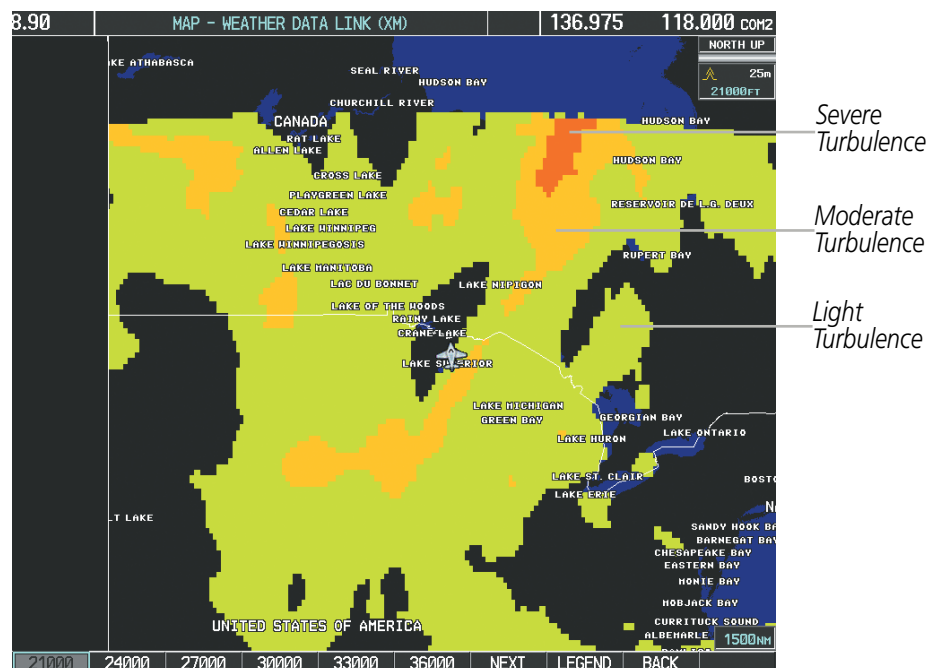 8.90 MAP - WEATHER DATA LINK (XM) 136.975 118.000 COM2
NORTH UP
25m
21000FT
KE ATHABASCA
SEAL RIVER
HUDSON BAY
CHURCHILL RIVER
CANADA
HUDSON BAY
RAT LAKE
ALLEN LAKE
HUDSON BAY
CROSS LAKE
PLAYGREEN LAKE
RESERVOIR DE L.G. DEUX
CEDAR LAKE
LAKE WINNIPEG
LAKE WINNIPEGOSIS
RUPERT BAY
LAKE MANITOBA
LAC DU BONNET
LAKE NIPIGON
LAKE OF THE WOODS
RAINY LAKE
CRANE LAKE
LAKE SUPERIOR
LAKE MICHIGAN
GREEN BAY
GEORGIAN BAY
LAKE HURON
LAKE ONTARIO
LAKE ST. CLAIR
BOSTO
LAKE ERIE
LT LAKE
SANDY HOOK BA
BARNEGAT BAY
CHESAPEAKE BAY
EASTERN BAY
MONIE BAY
MOBJACK BAY
CURRITUCK SOUND
UNITED STATES OF AMERICA
ALBEMARLE
1500NM
21000 24000 27000 30000 33000 36000 NEXT LEGEND BACK
Severe
Turbulence
Moderate
Turbulence
Light
Turbulence